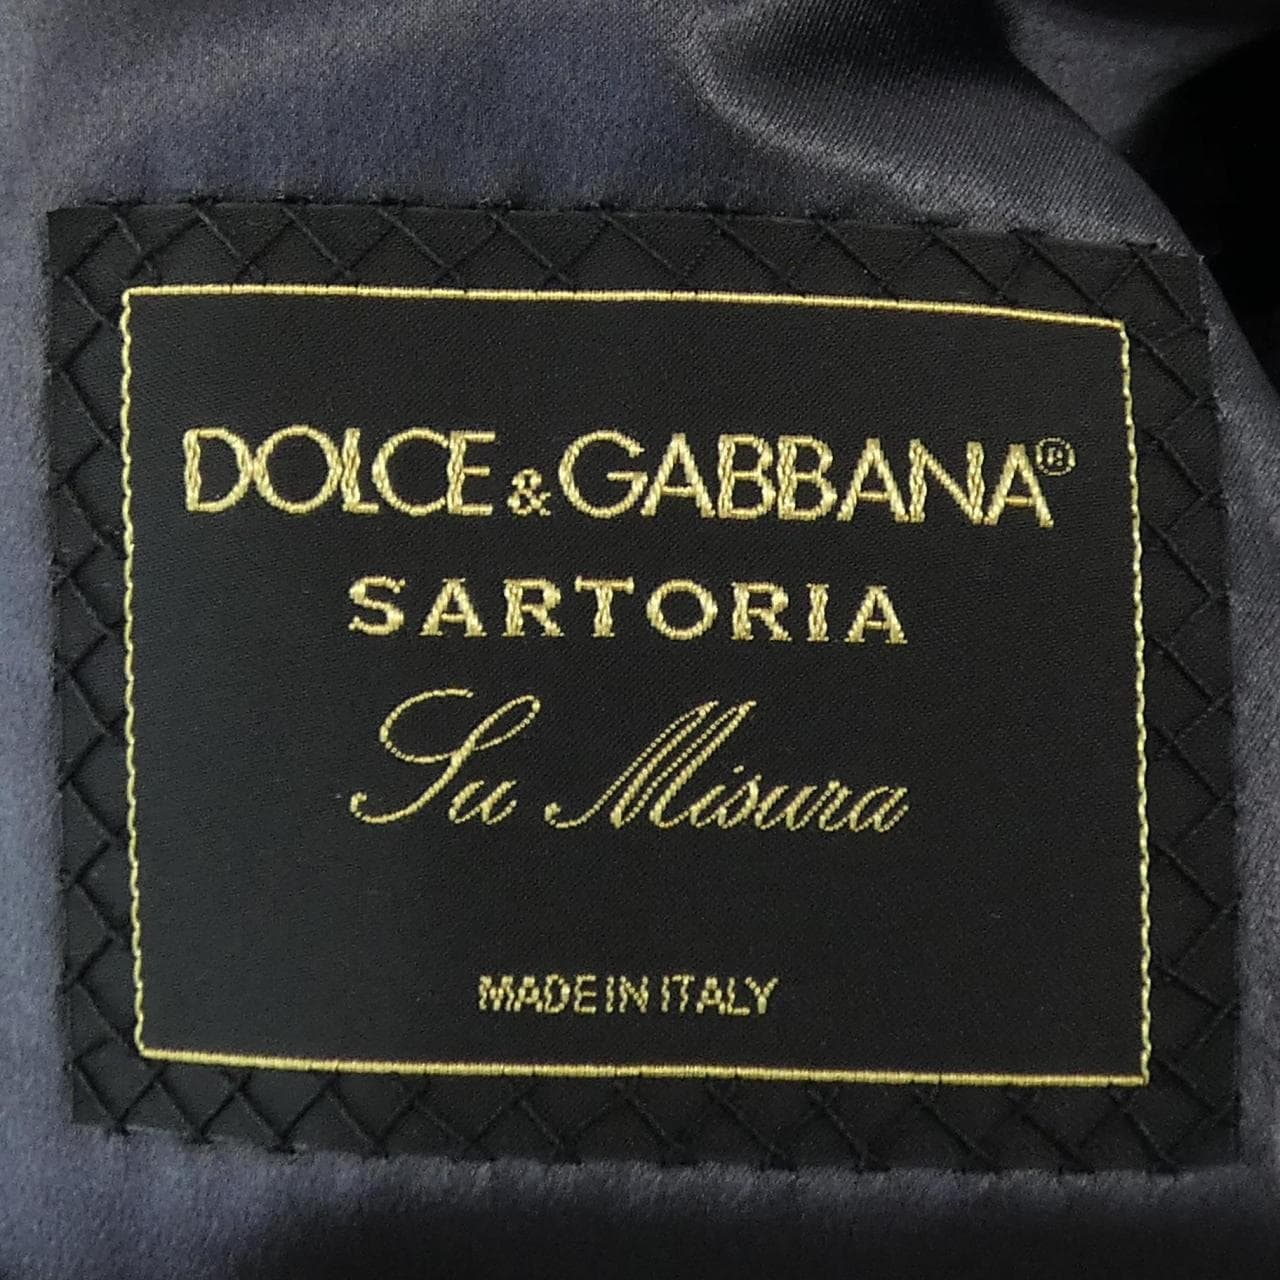 DOLCE & GABBANA®
SARTORIA
Su Misura
MADE IN ITALY